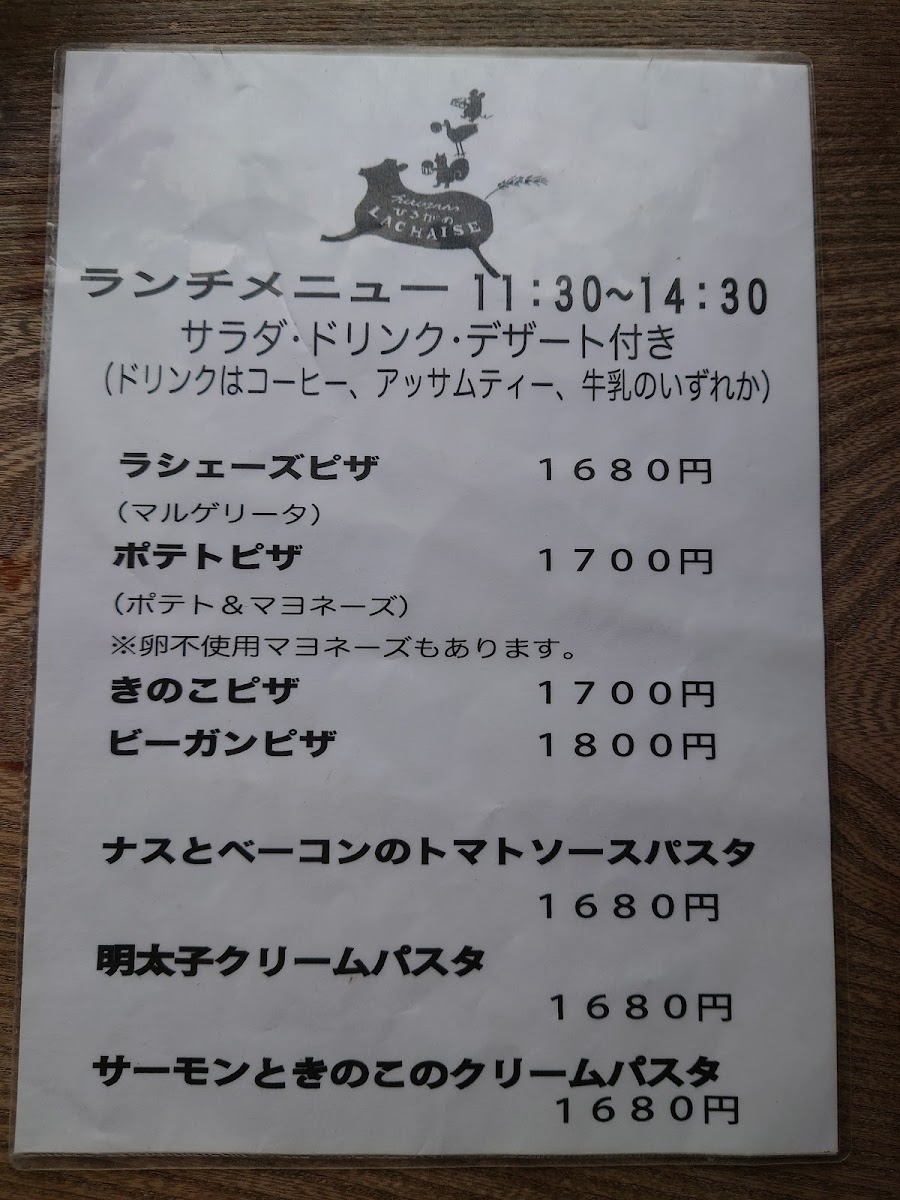 ひるがの
LACHAISE
ランチメニュー 11:30~14:30
サラダ･ドリンク･デザート付き
(ドリンクはコーヒー、アッサムティー、牛乳のいずれか)
ラシェーズピザ １６８０円
（マルゲリータ）
ポテトピザ １７００円
（ポテト＆マヨネーズ）
※卵不使用マヨネーズもあります。
きのこピザ １７００円
ビーガンピザ １８００円
ナスとベーコンのトマトソースパスタ
１６８０円
明太子クリームパスタ
１６８０円
サーモンときのこのクリームパスタ
１６８０円